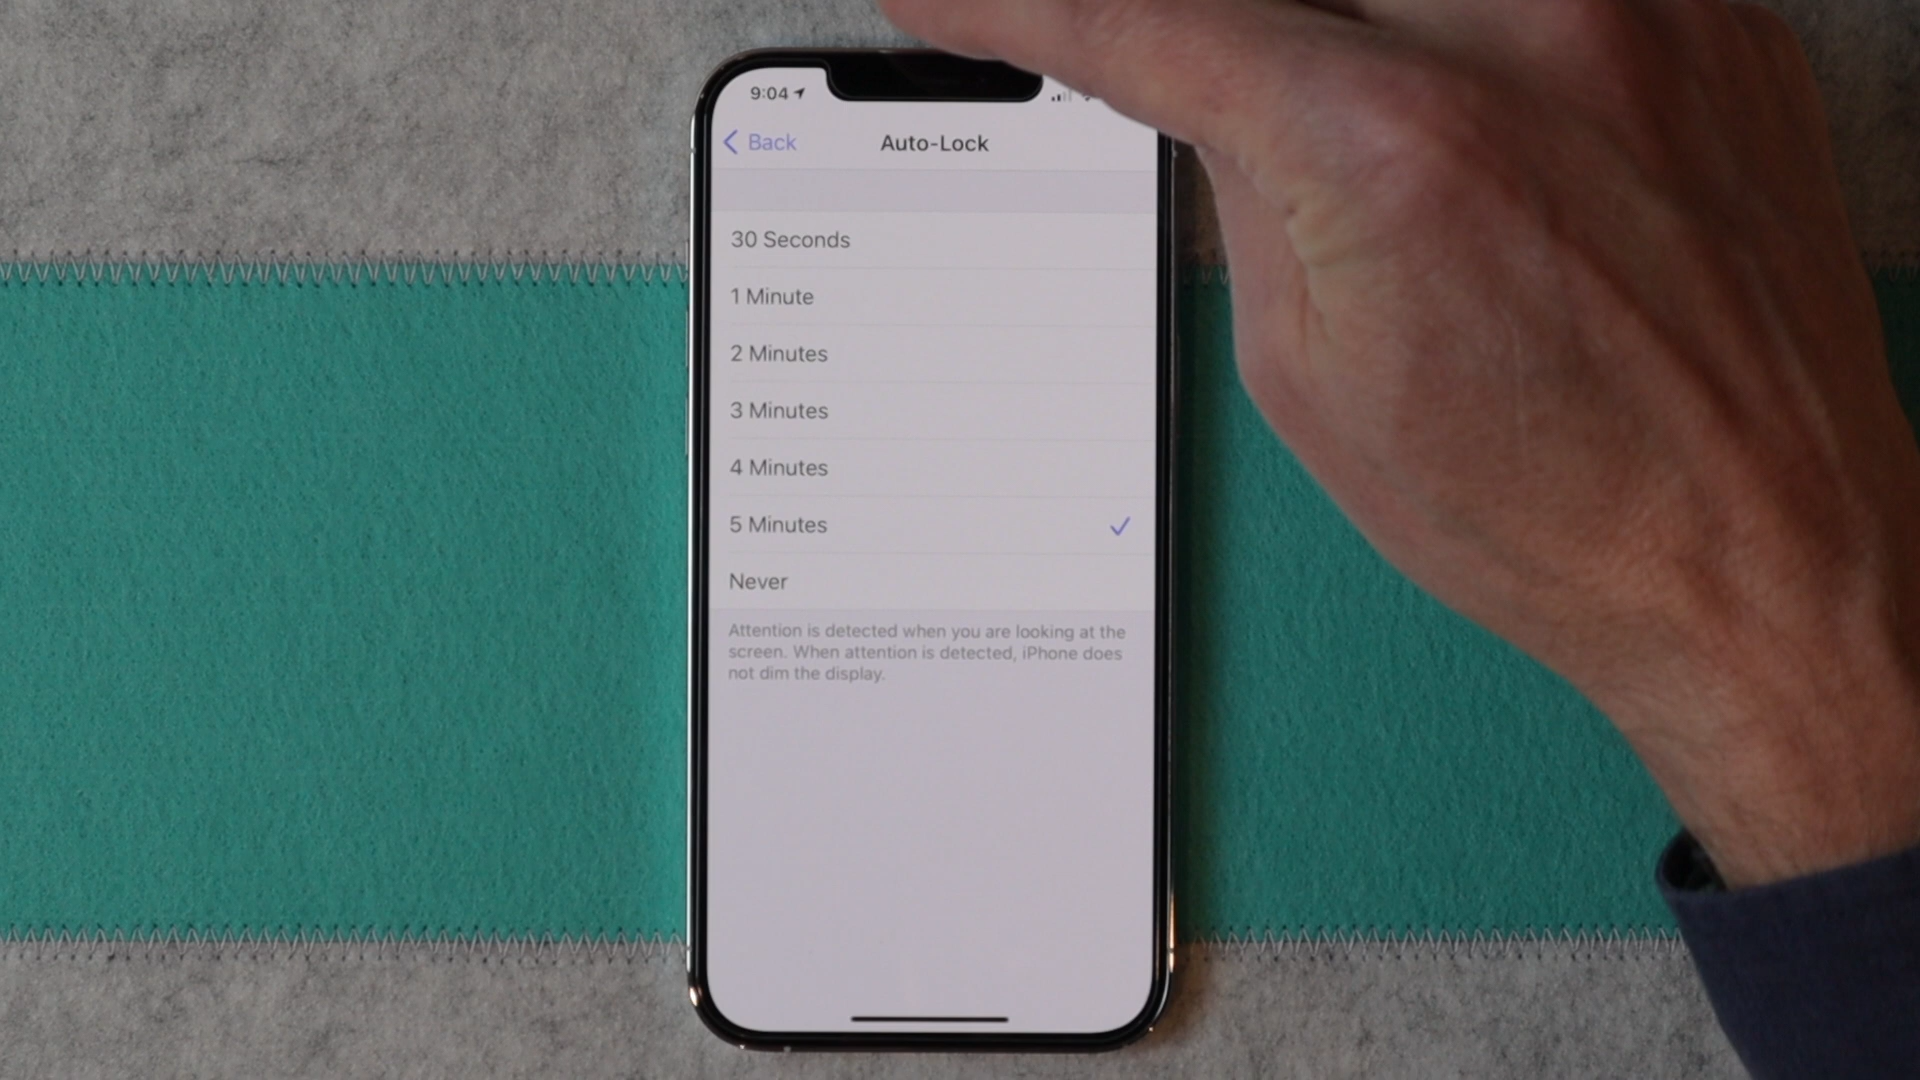 9:04
Back
Auto-Lock
30 Seconds
1 Minute
2 Minutes
3 Minutes
4 Minutes
5 Minutes
Never
Attention is detected when you are looking at the
screen. When attention is detected, iPhone does
not dim the display.